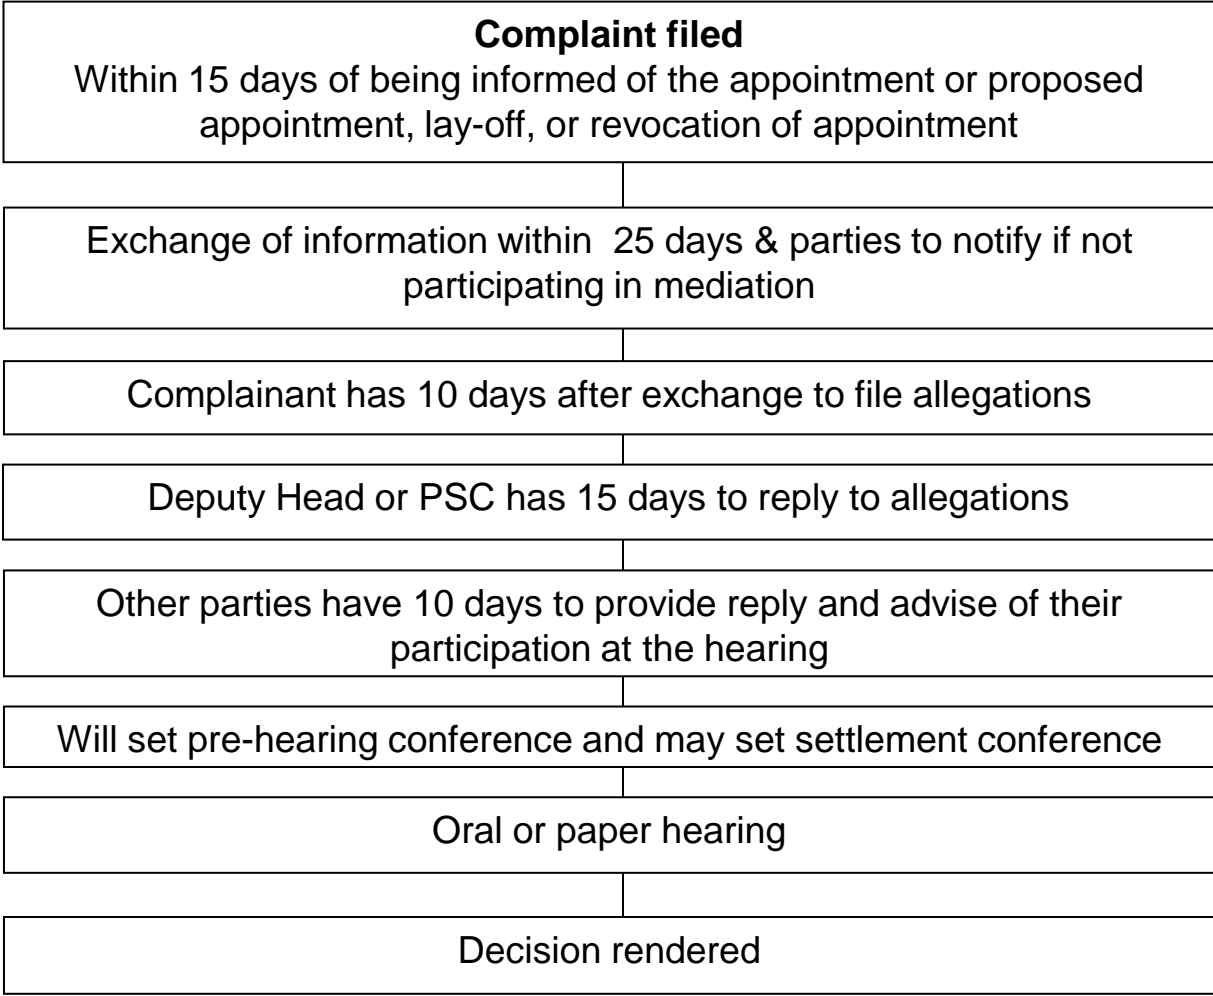 Complaint filed
Within 15 days of being informed of the appointment or proposed
appointment, lay-off, or revocation of appointment
Exchange of information within  25 days & parties to notify if not
participating in mediation
Complainant has 10 days after exchange to file allegations
Deputy Head or PSC has 15 days to reply to allegations
Other parties have 10 days to provide reply and advise of their
participation at the hearing
Will set pre-hearing conference and may set settlement conference
Oral or paper hearing
Decision rendered